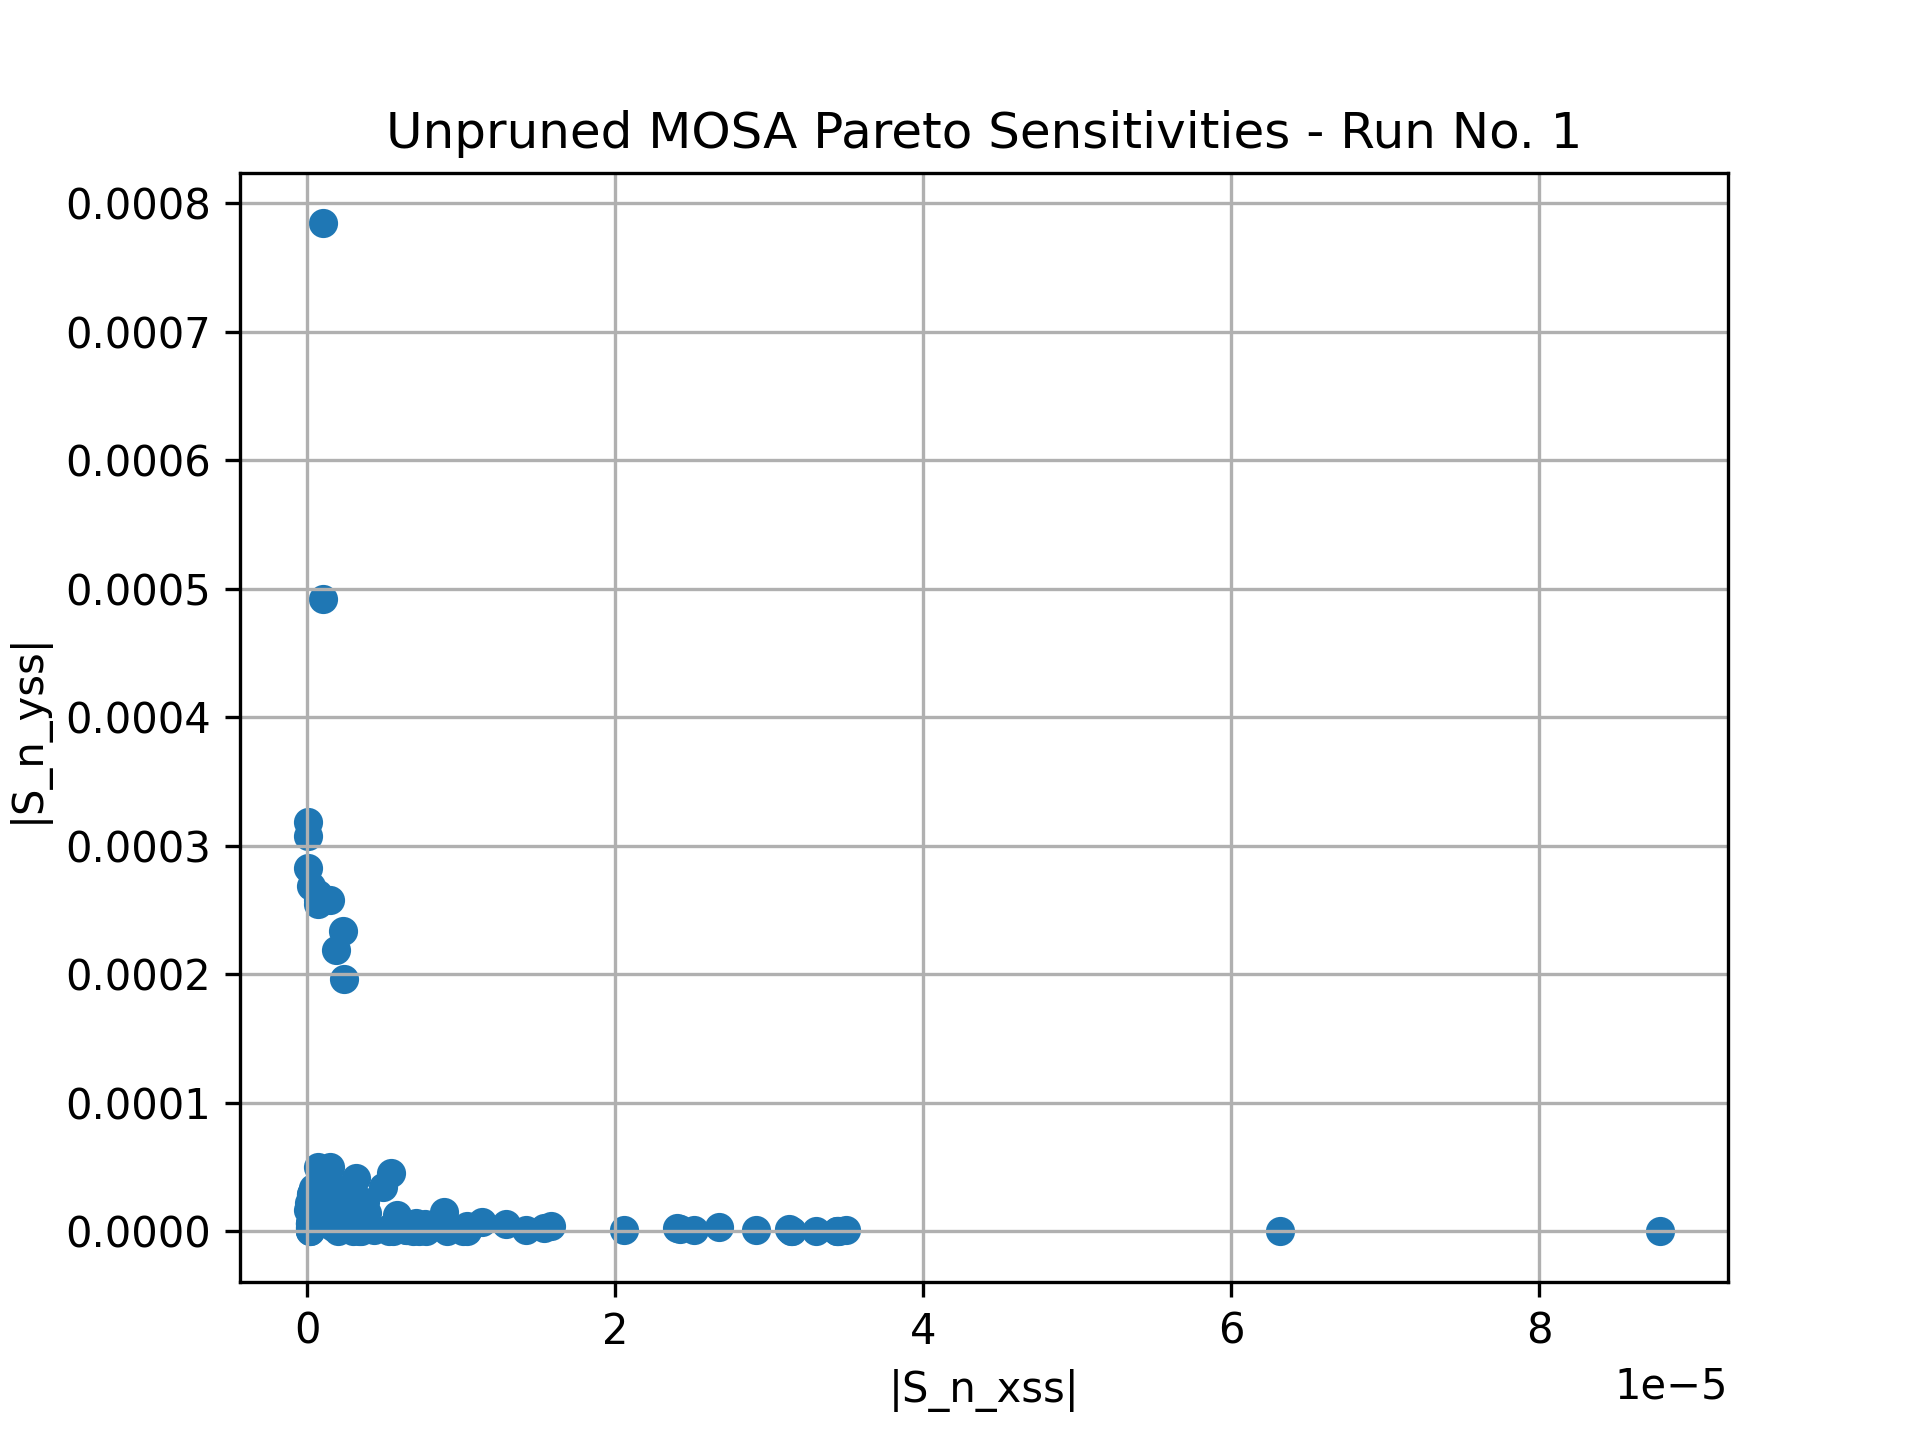 Unpruned MOSA Pareto Sensitivities - Run No. 1
|S_n_yss|
0.0008
0.0007
0.0006
0.0005
0.0004
0.0003
0.0002
0.0001
0.0000
0 2 4 6 8
1e−5
|S_n_xss|